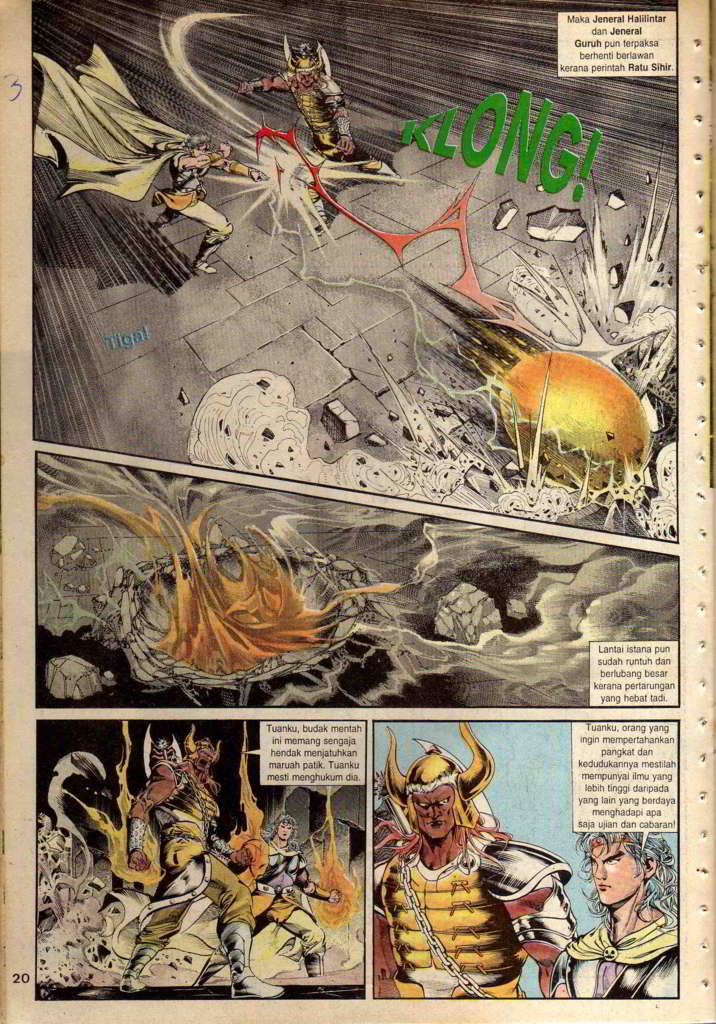 3
Maka Jeneral Halilintar
dan Jeneral
Guruh pun terpaksa
berhenti berlawan
kerana perintah Ratu Sihir.
KLONG!
Tiga!
Lantai istana pun
sudah runtuh dan
berlubang besar
kerana pertarungan
yang hebat tadi.
Tuanku, budak mentah
ini memang sengaja
hendak menjatuhkan
maruah patik. Tuanku
mesti menghukum dia.
Tuanku, orang yang
ingin mempertahankan
pangkat dan
kedudukannya mestilah
mempunyai ilmu yang
lebih tinggi daripada
yang lain yang berdaya
menghadapi apa
saja ujian dan cabaran!
20